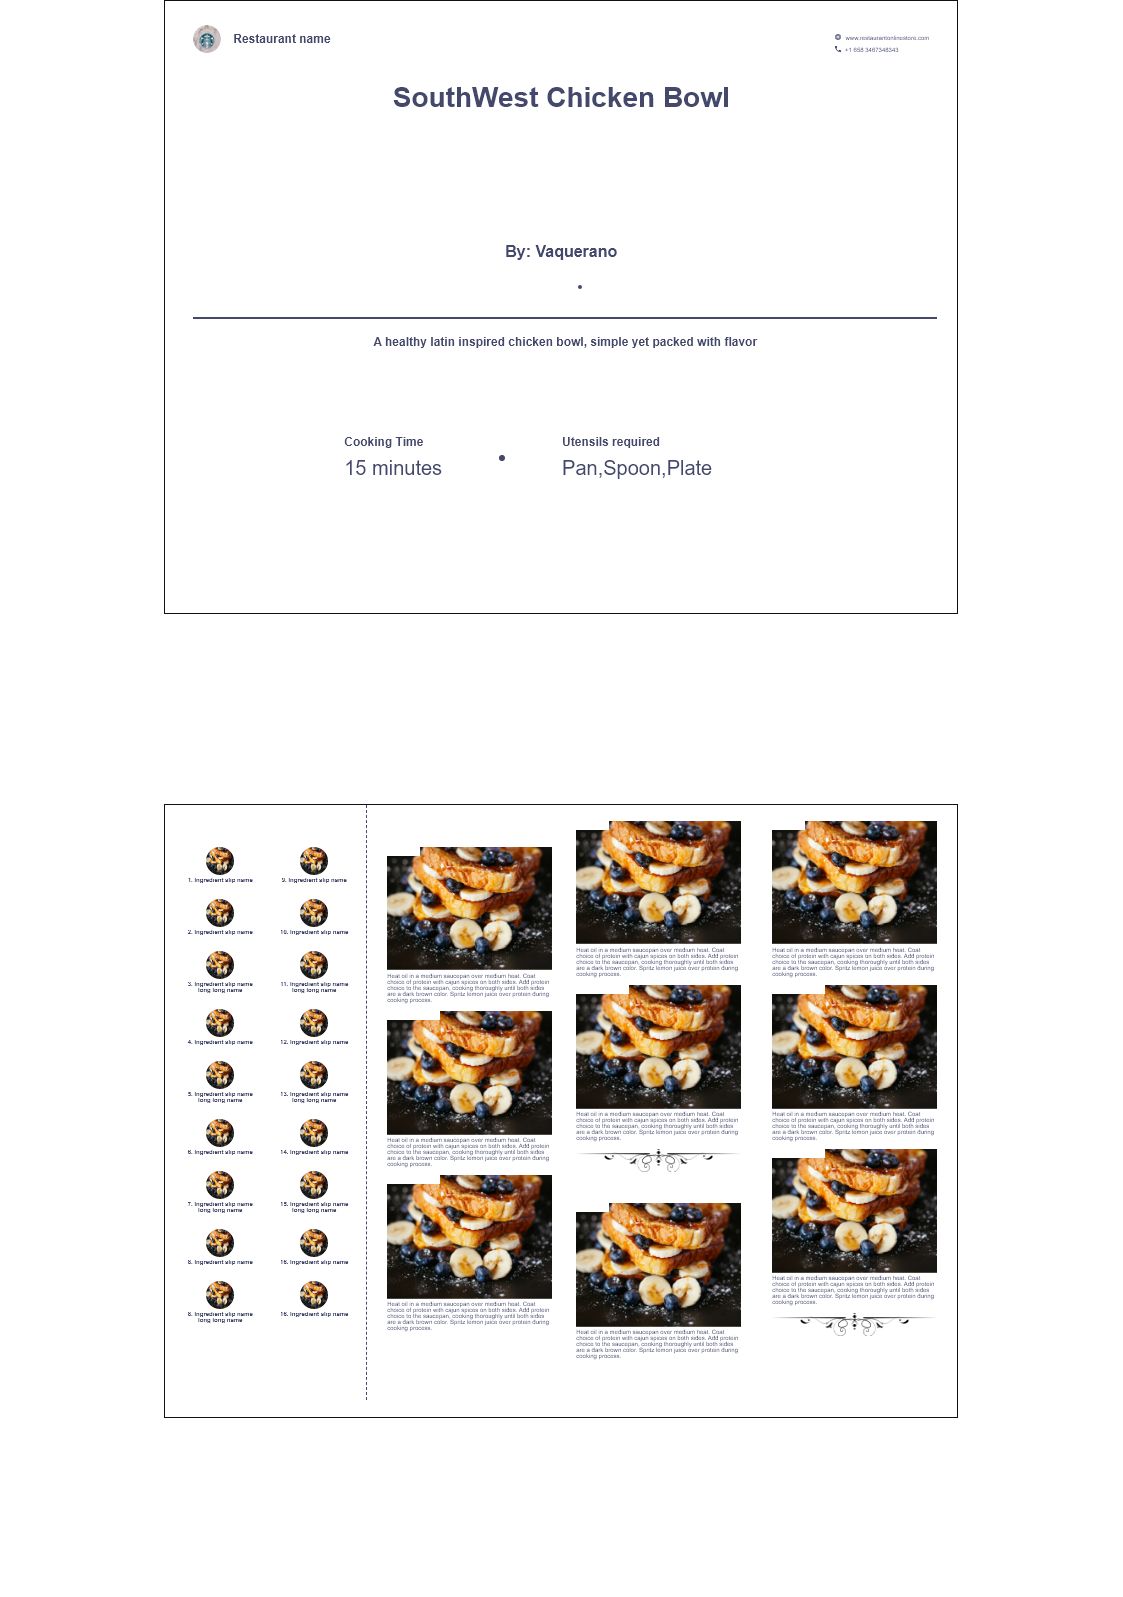 Restaurant name
www.restaurantonlinestore.com
+1 658 3467348343
SouthWest Chicken Bowl
By: Vaquerano
A healthy latin inspired chicken bowl, simple yet packed with flavor
Cooking Time
15 minutes
Utensils required
Pan,Spoon,Plate
1. Ingredient slip name
9. Ingredient slip name
2. Ingredient slip name
10. Ingredient slip name
3. Ingredient slip name
long long name
11. Ingredient slip name
long long name
4. Ingredient slip name
12. Ingredient slip name
5. Ingredient slip name
long long name
13. Ingredient slip name
long long name
6. Ingredient slip name
14. Ingredient slip name
7. Ingredient slip name
long long name
15. Ingredient slip name
long long name
8. Ingredient slip name
16. Ingredient slip name
8. Ingredient slip name
long long name
16. Ingredient slip name
Heat oil in a medium saucepan over medium heat. Coat
choice of protein with cajun spices on both sides. Add protein
choice to the saucepan, cooking thoroughly until both sides
are a dark brown color. Spritz lemon juice over protein during
cooking process.
Heat oil in a medium saucepan over medium heat. Coat
choice of protein with cajun spices on both sides. Add protein
choice to the saucepan, cooking thoroughly until both sides
are a dark brown color. Spritz lemon juice over protein during
cooking process.
Heat oil in a medium saucepan over medium heat. Coat
choice of protein with cajun spices on both sides. Add protein
choice to the saucepan, cooking thoroughly until both sides
are a dark brown color. Spritz lemon juice over protein during
cooking process.
Heat oil in a medium saucepan over medium heat. Coat
choice of protein with cajun spices on both sides. Add protein
choice to the saucepan, cooking thoroughly until both sides
are a dark brown color. Spritz lemon juice over protein during
cooking process.
Heat oil in a medium saucepan over medium heat. Coat
choice of protein with cajun spices on both sides. Add protein
choice to the saucepan, cooking thoroughly until both sides
are a dark brown color. Spritz lemon juice over protein during
cooking process.
Heat oil in a medium saucepan over medium heat. Coat
choice of protein with cajun spices on both sides. Add protein
choice to the saucepan, cooking thoroughly until both sides
are a dark brown color. Spritz lemon juice over protein during
cooking process.
Heat oil in a medium saucepan over medium heat. Coat
choice of protein with cajun spices on both sides. Add protein
choice to the saucepan, cooking thoroughly until both sides
are a dark brown color. Spritz lemon juice over protein during
cooking process.
Heat oil in a medium saucepan over medium heat. Coat
choice of protein with cajun spices on both sides. Add protein
choice to the saucepan, cooking thoroughly until both sides
are a dark brown color. Spritz lemon juice over protein during
cooking process.
Heat oil in a medium saucepan over medium heat. Coat
choice of protein with cajun spices on both sides. Add protein
choice to the saucepan, cooking thoroughly until both sides
are a dark brown color. Spritz lemon juice over protein during
cooking process.